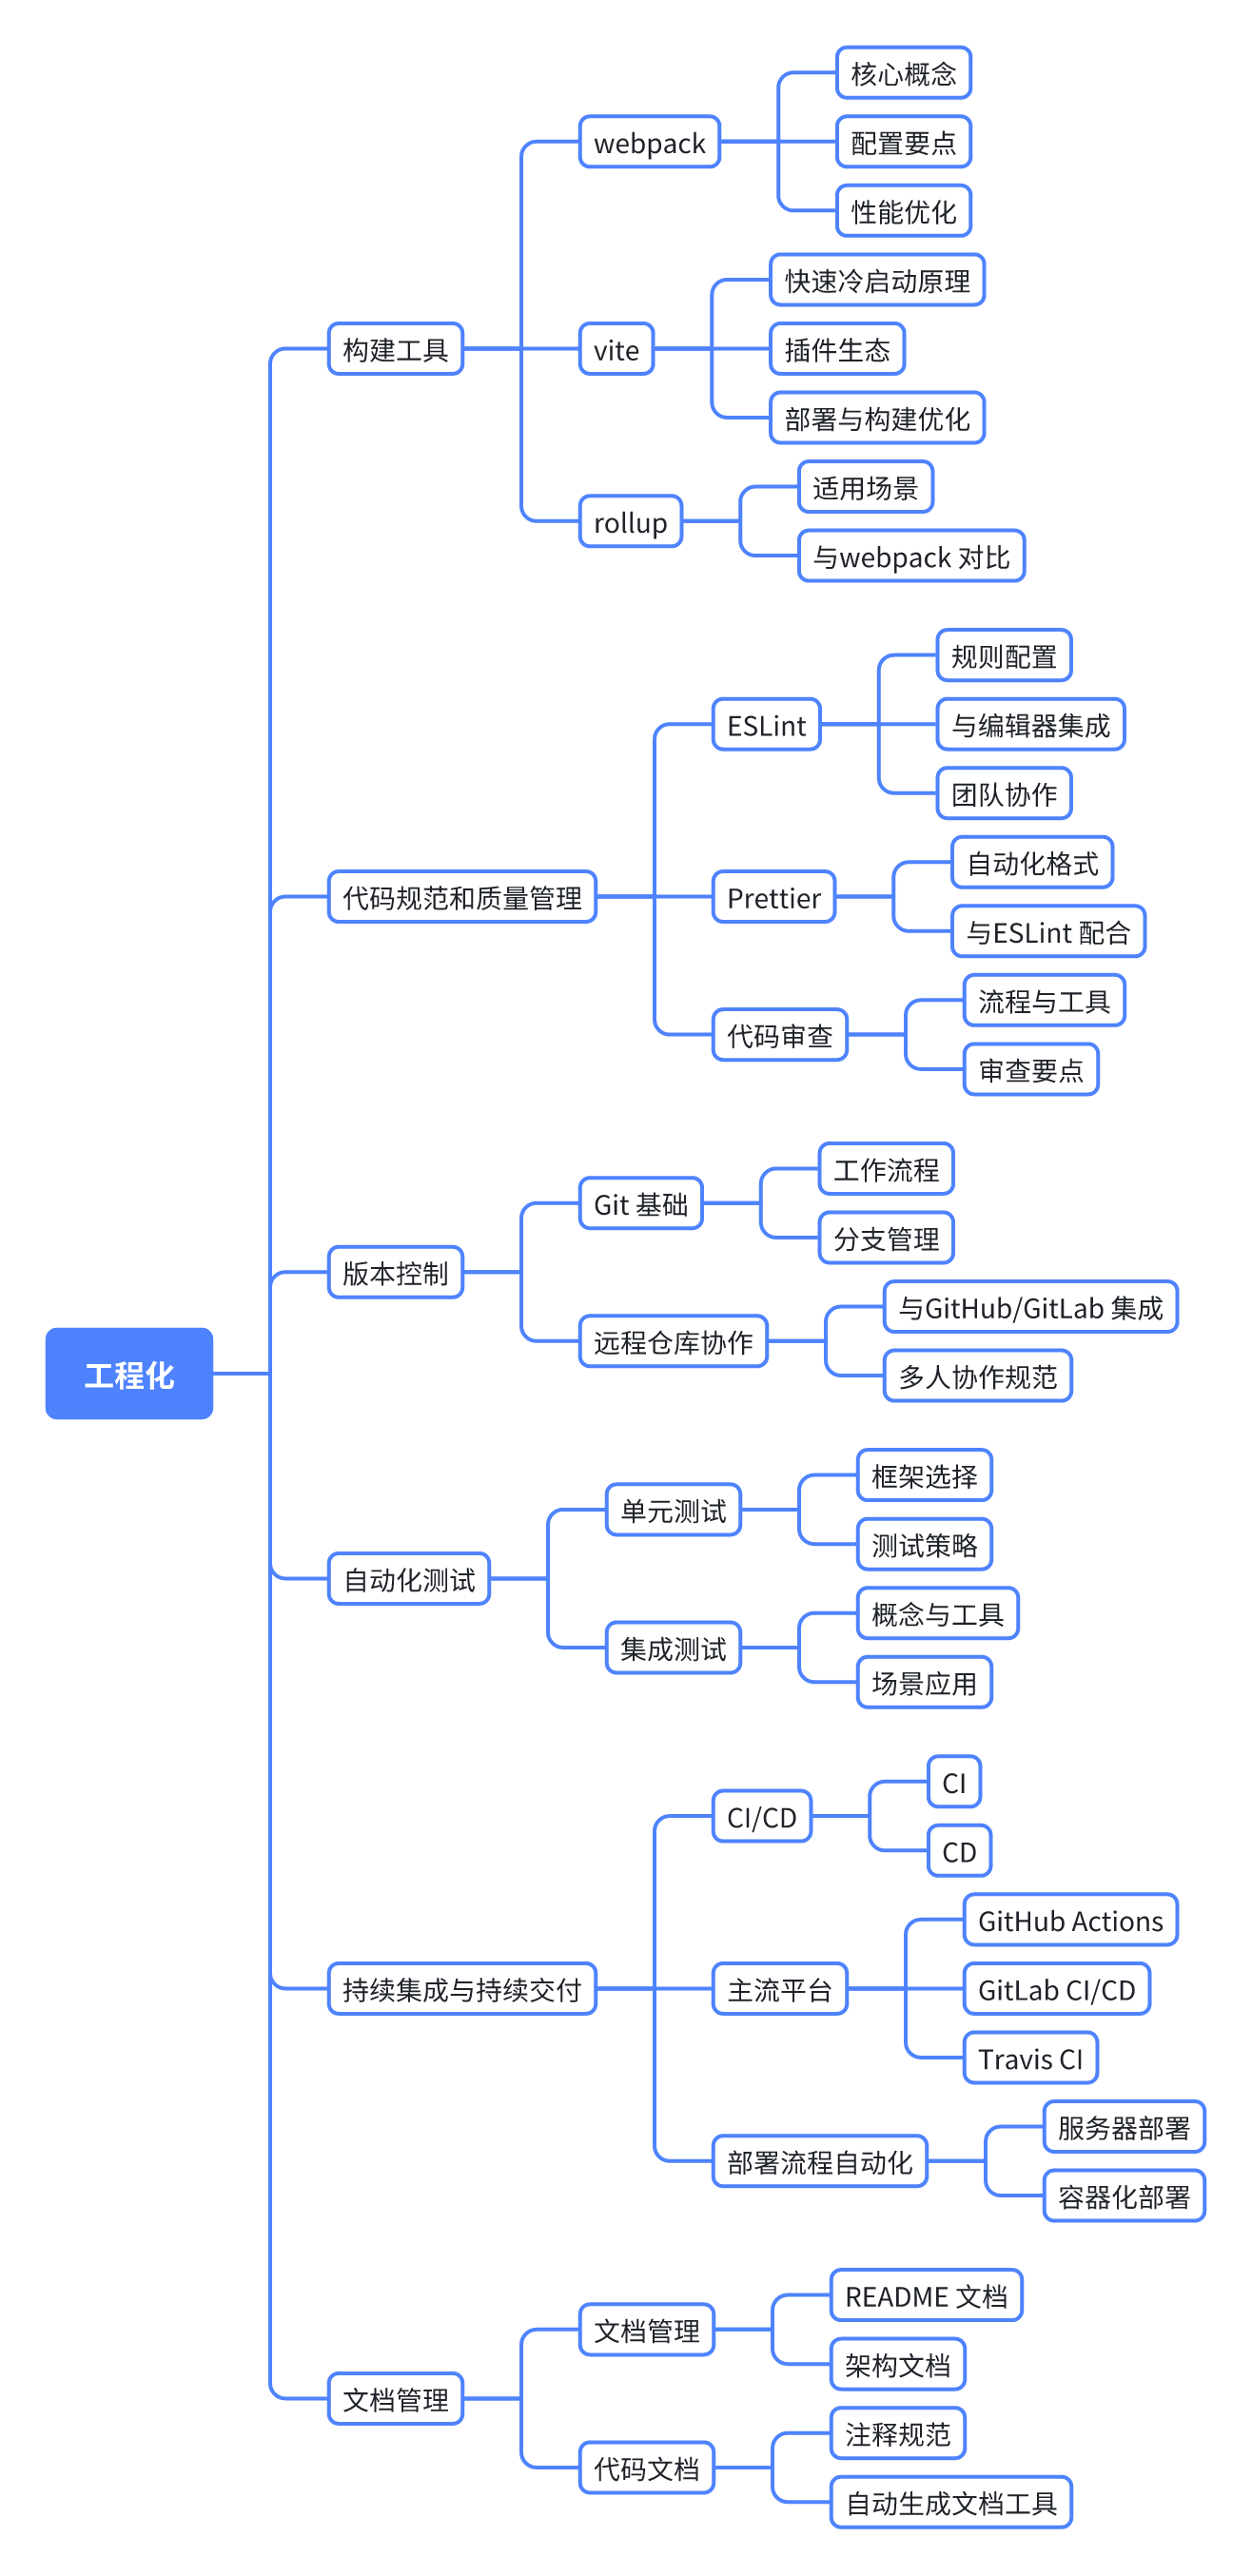 工程化
构建工具
webpack
核心概念
配置要点
性能优化
vite
快速冷启动原理
插件生态
部署与构建优化
rollup
适用场景
与webpack 对比
代码规范和质量管理
ESLint
规则配置
与编辑器集成
团队协作
Prettier
自动化格式
与ESLint 配合
代码审查
流程与工具
审查要点
版本控制
Git 基础
工作流程
分支管理
远程仓库协作
与GitHub/GitLab 集成
多人协作规范
自动化测试
单元测试
框架选择
测试策略
集成测试
概念与工具
场景应用
持续集成与持续交付
CI/CD
CI
CD
主流平台
GitHub Actions
GitLab CI/CD
Travis CI
部署流程自动化
服务器部署
容器化部署
文档管理
文档管理
README 文档
架构文档
代码文档
注释规范
自动生成文档工具